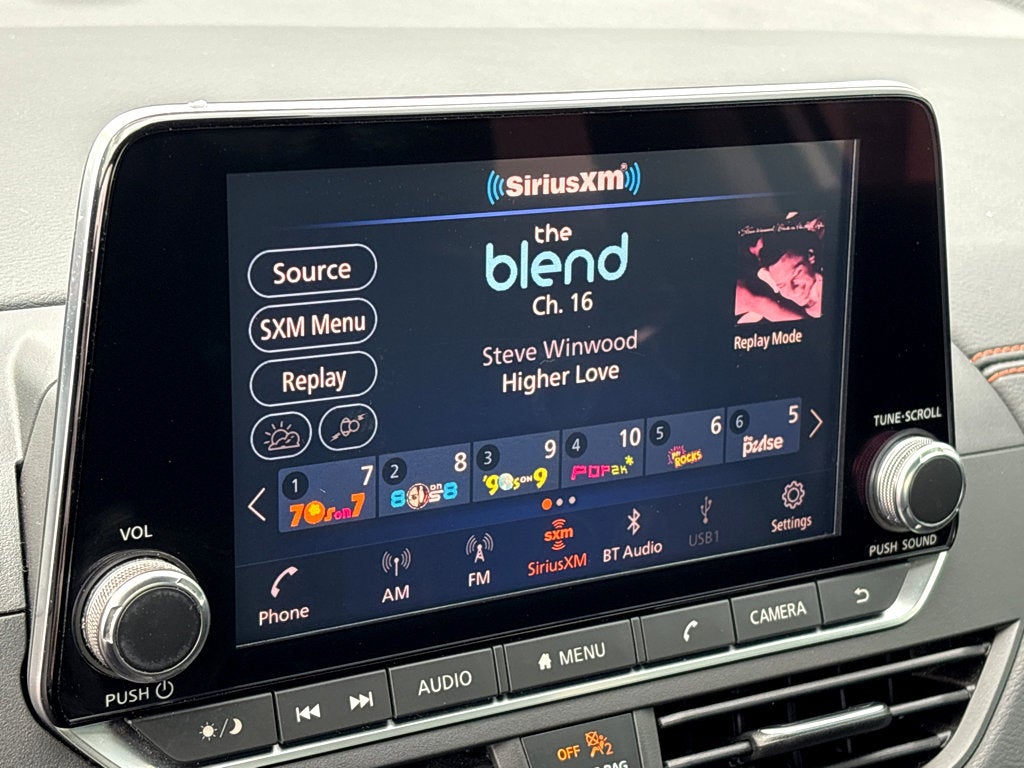 SiriusXM
the
blend
Ch. 16
Source
SXM Menu
Replay
Steve Winwood
Higher Love
Replay Mode
1 7 70s on 7
2 8 80s on 8
3 9 '90s ON 9
4 10 POP2K*
5 6 ROCKS
6 5 the pulse
Phone
AM
FM
sxm
SiriusXM
BT Audio
USB1
Settings
VOL
PUSH
TUNE·SCROLL
PUSH SOUND
AUDIO
MENU
CAMERA
OFF 2
BAG